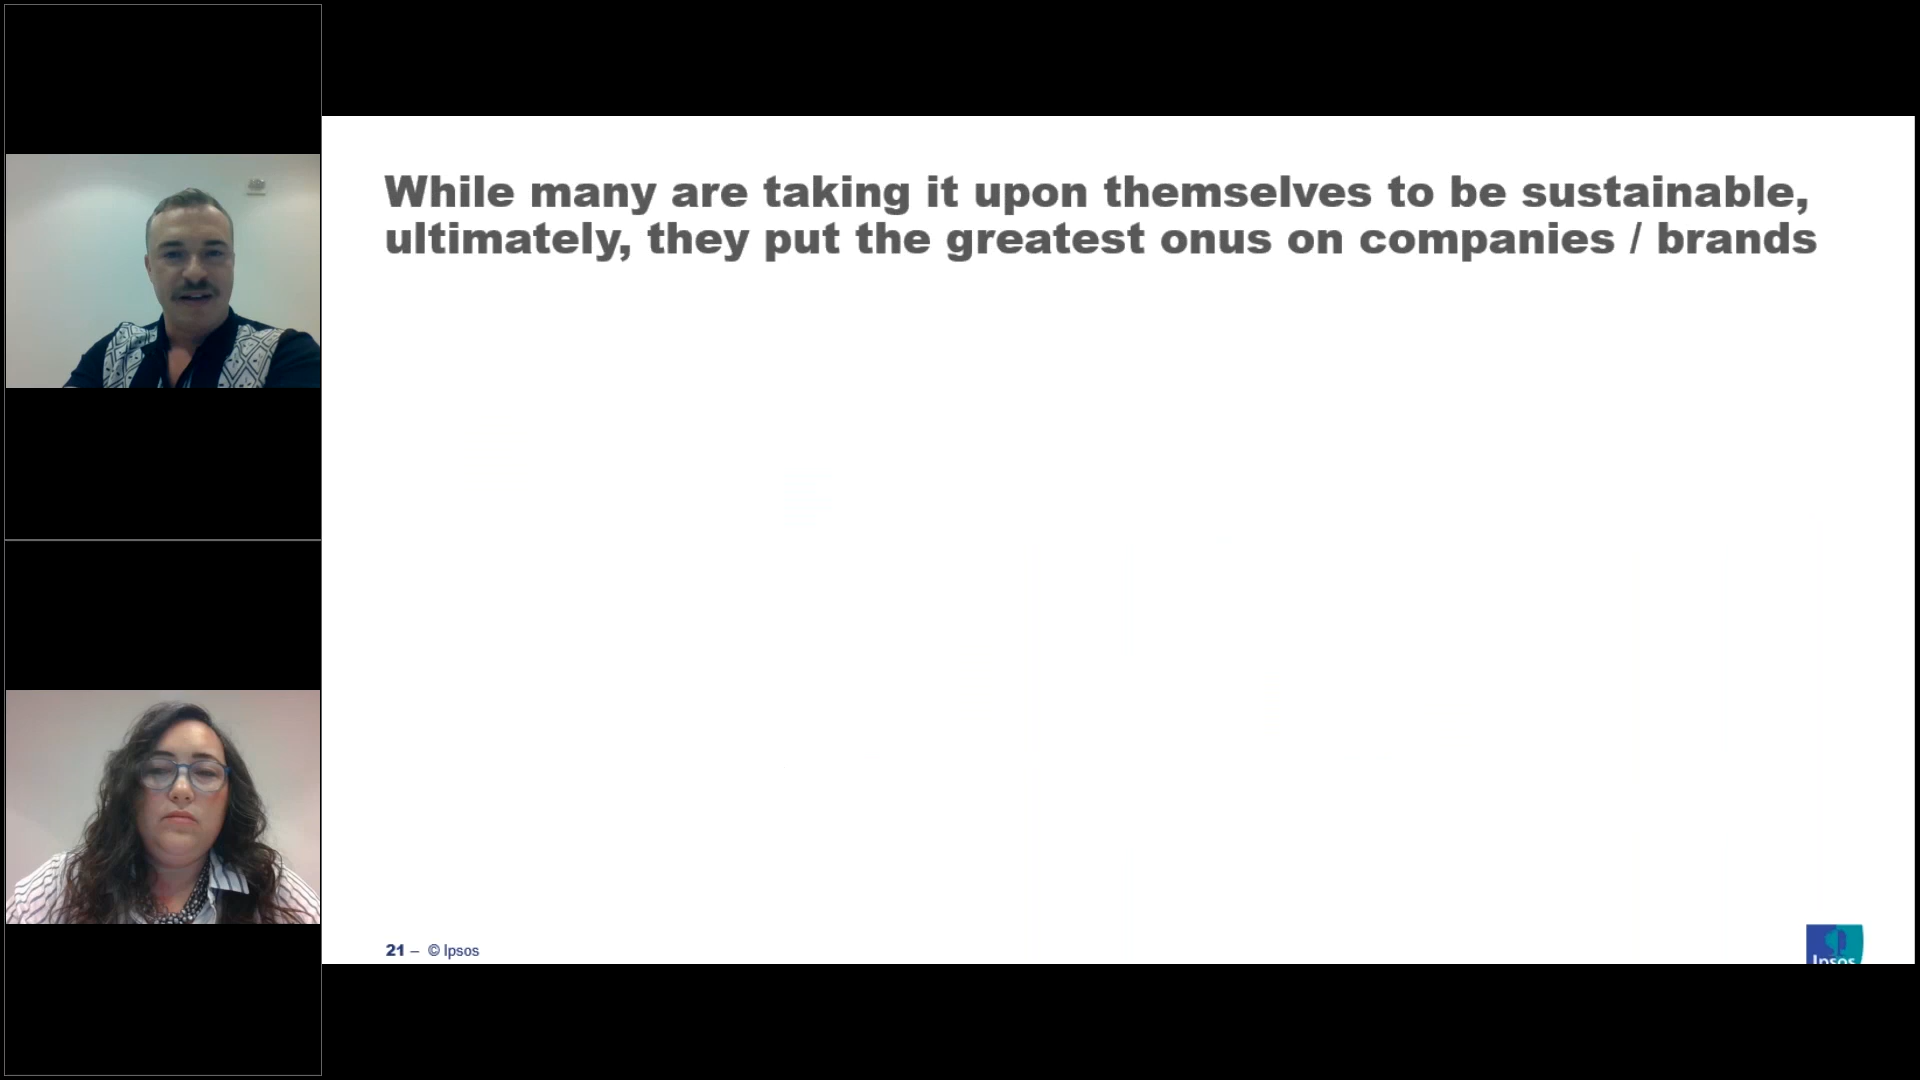 While many are taking it upon themselves to be sustainable,
ultimately, they put the greatest onus on companies / brands
21 – © Ipsos
Ipsos